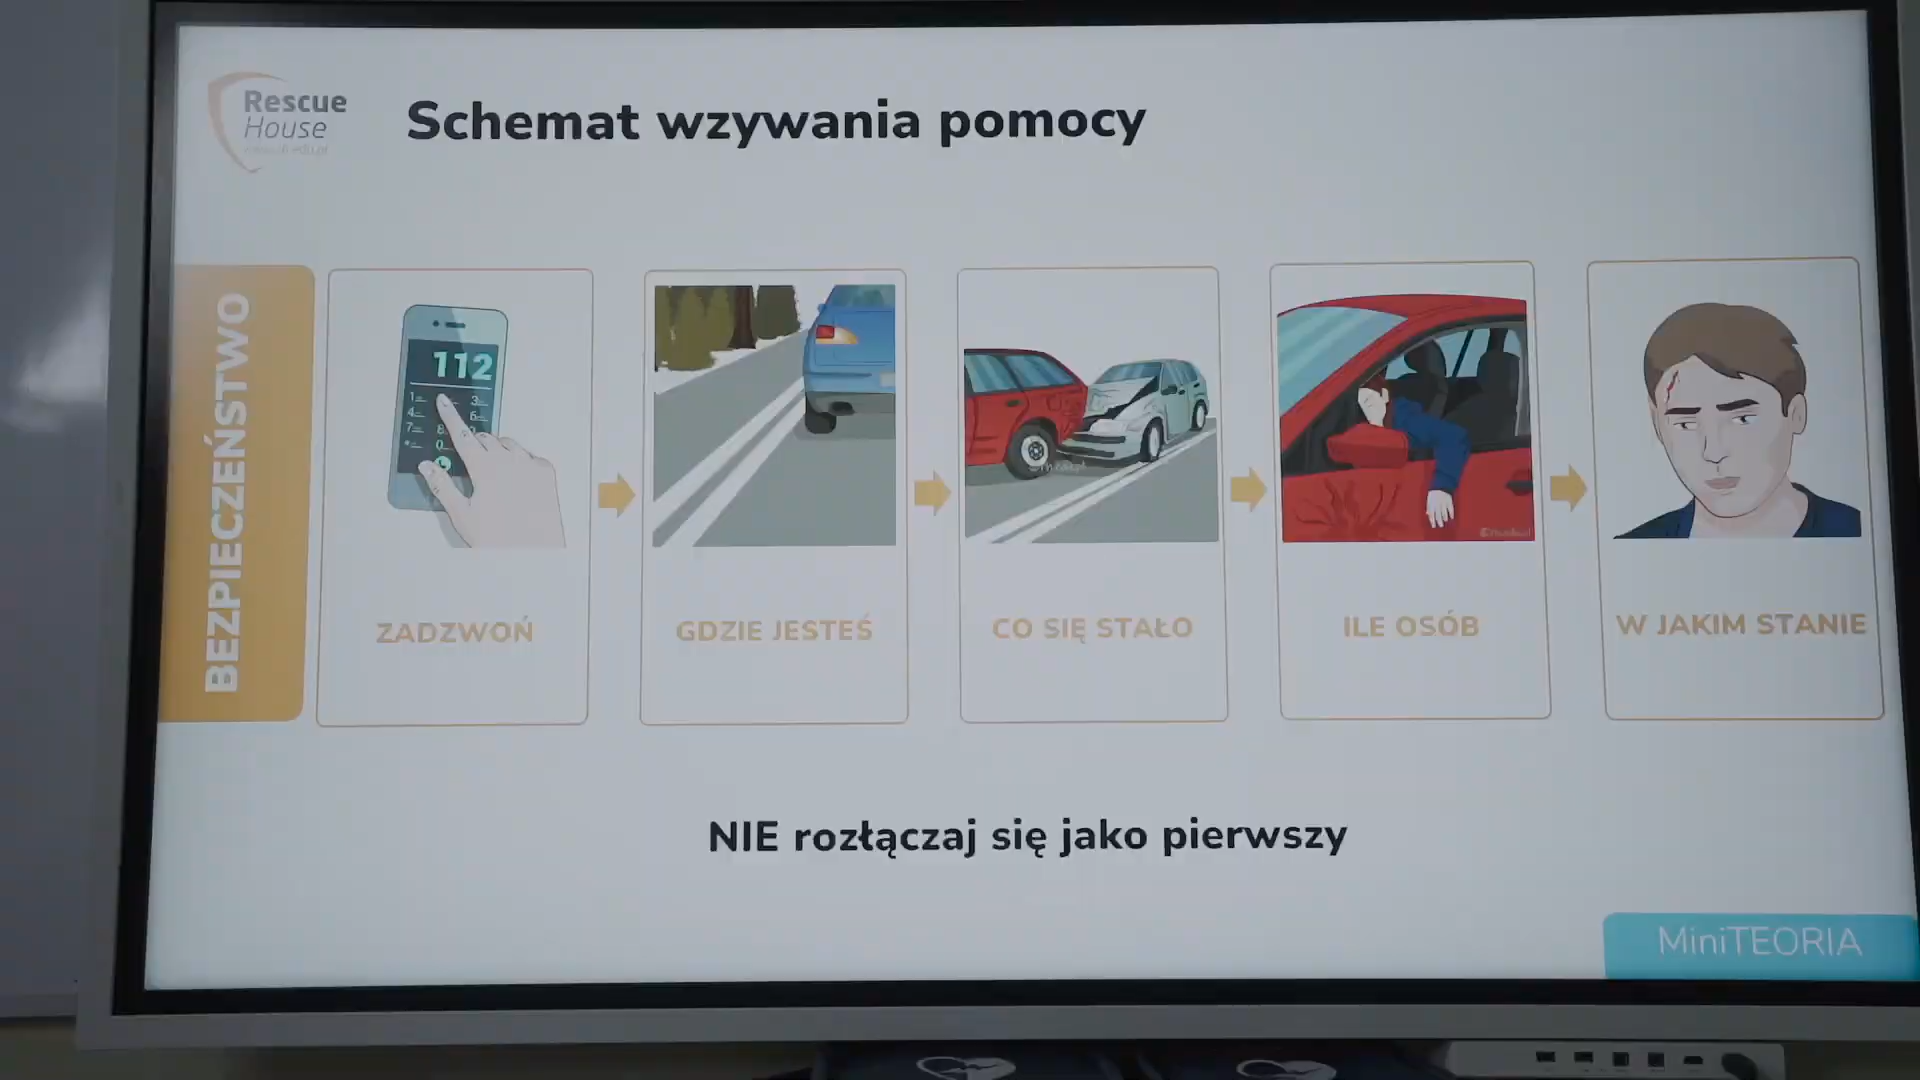 Rescue
House
Schemat wzywania pomocy
BEZPIECZEŃSTWO
112
ZADZWOŃ
GDZIE JESTEŚ
CO SIĘ STAŁO
ILE OSÓB
W JAKIM STANIE
NIE rozłączaj się jako pierwszy
MiniTEORIA